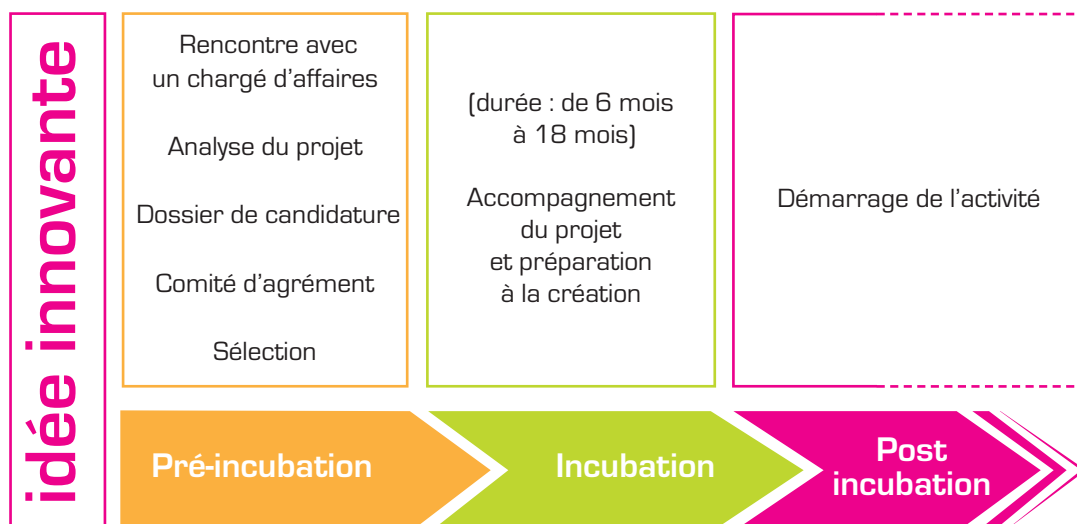 idée innovante
Rencontre avec
un chargé d'affaires
Analyse du projet
Dossier de candidature
Comité d'agrément
Sélection
Pré-incubation
(durée : de 6 mois
à 18 mois)
Accompagnement
du projet
et préparation
à la création
Incubation
Démarrage de l'activité
Post
incubation